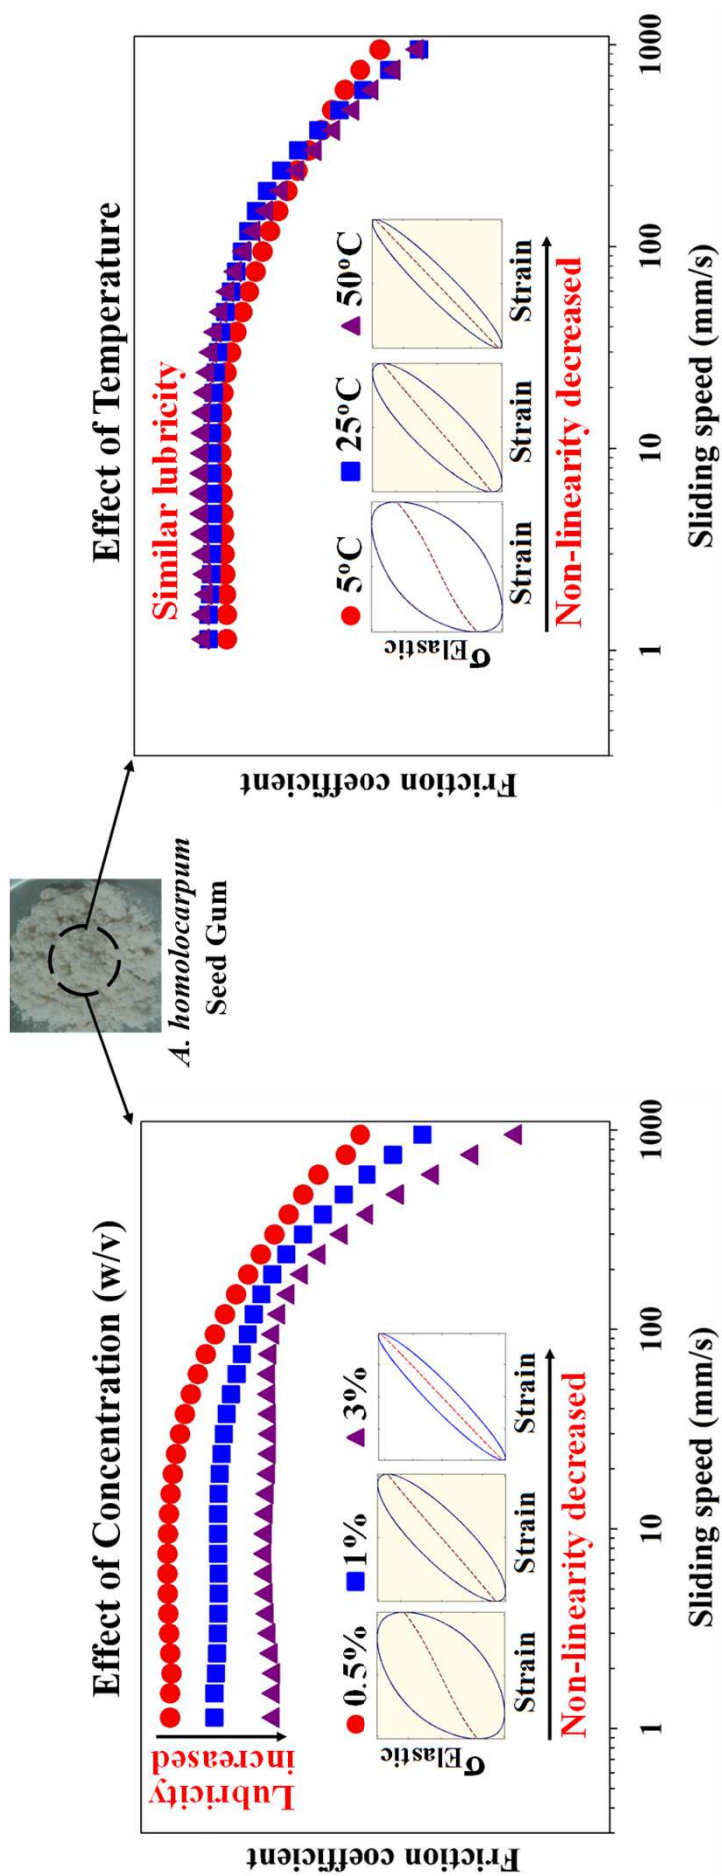 A. homolocarpum
Seed Gum
Effect of Concentration (w/v)
Lubricity
increased
Friction coefficient
0.5%
1%
3%
σElastic
Strain
Strain
Strain
Non-linearity decreased
1
10
100
1000
Sliding speed (mm/s)
Effect of Temperature
Similar lubricity
Friction coefficient
5°C
25°C
50°C
σElastic
Strain
Strain
Strain
Non-linearity decreased
1
10
100
1000
Sliding speed (mm/s)